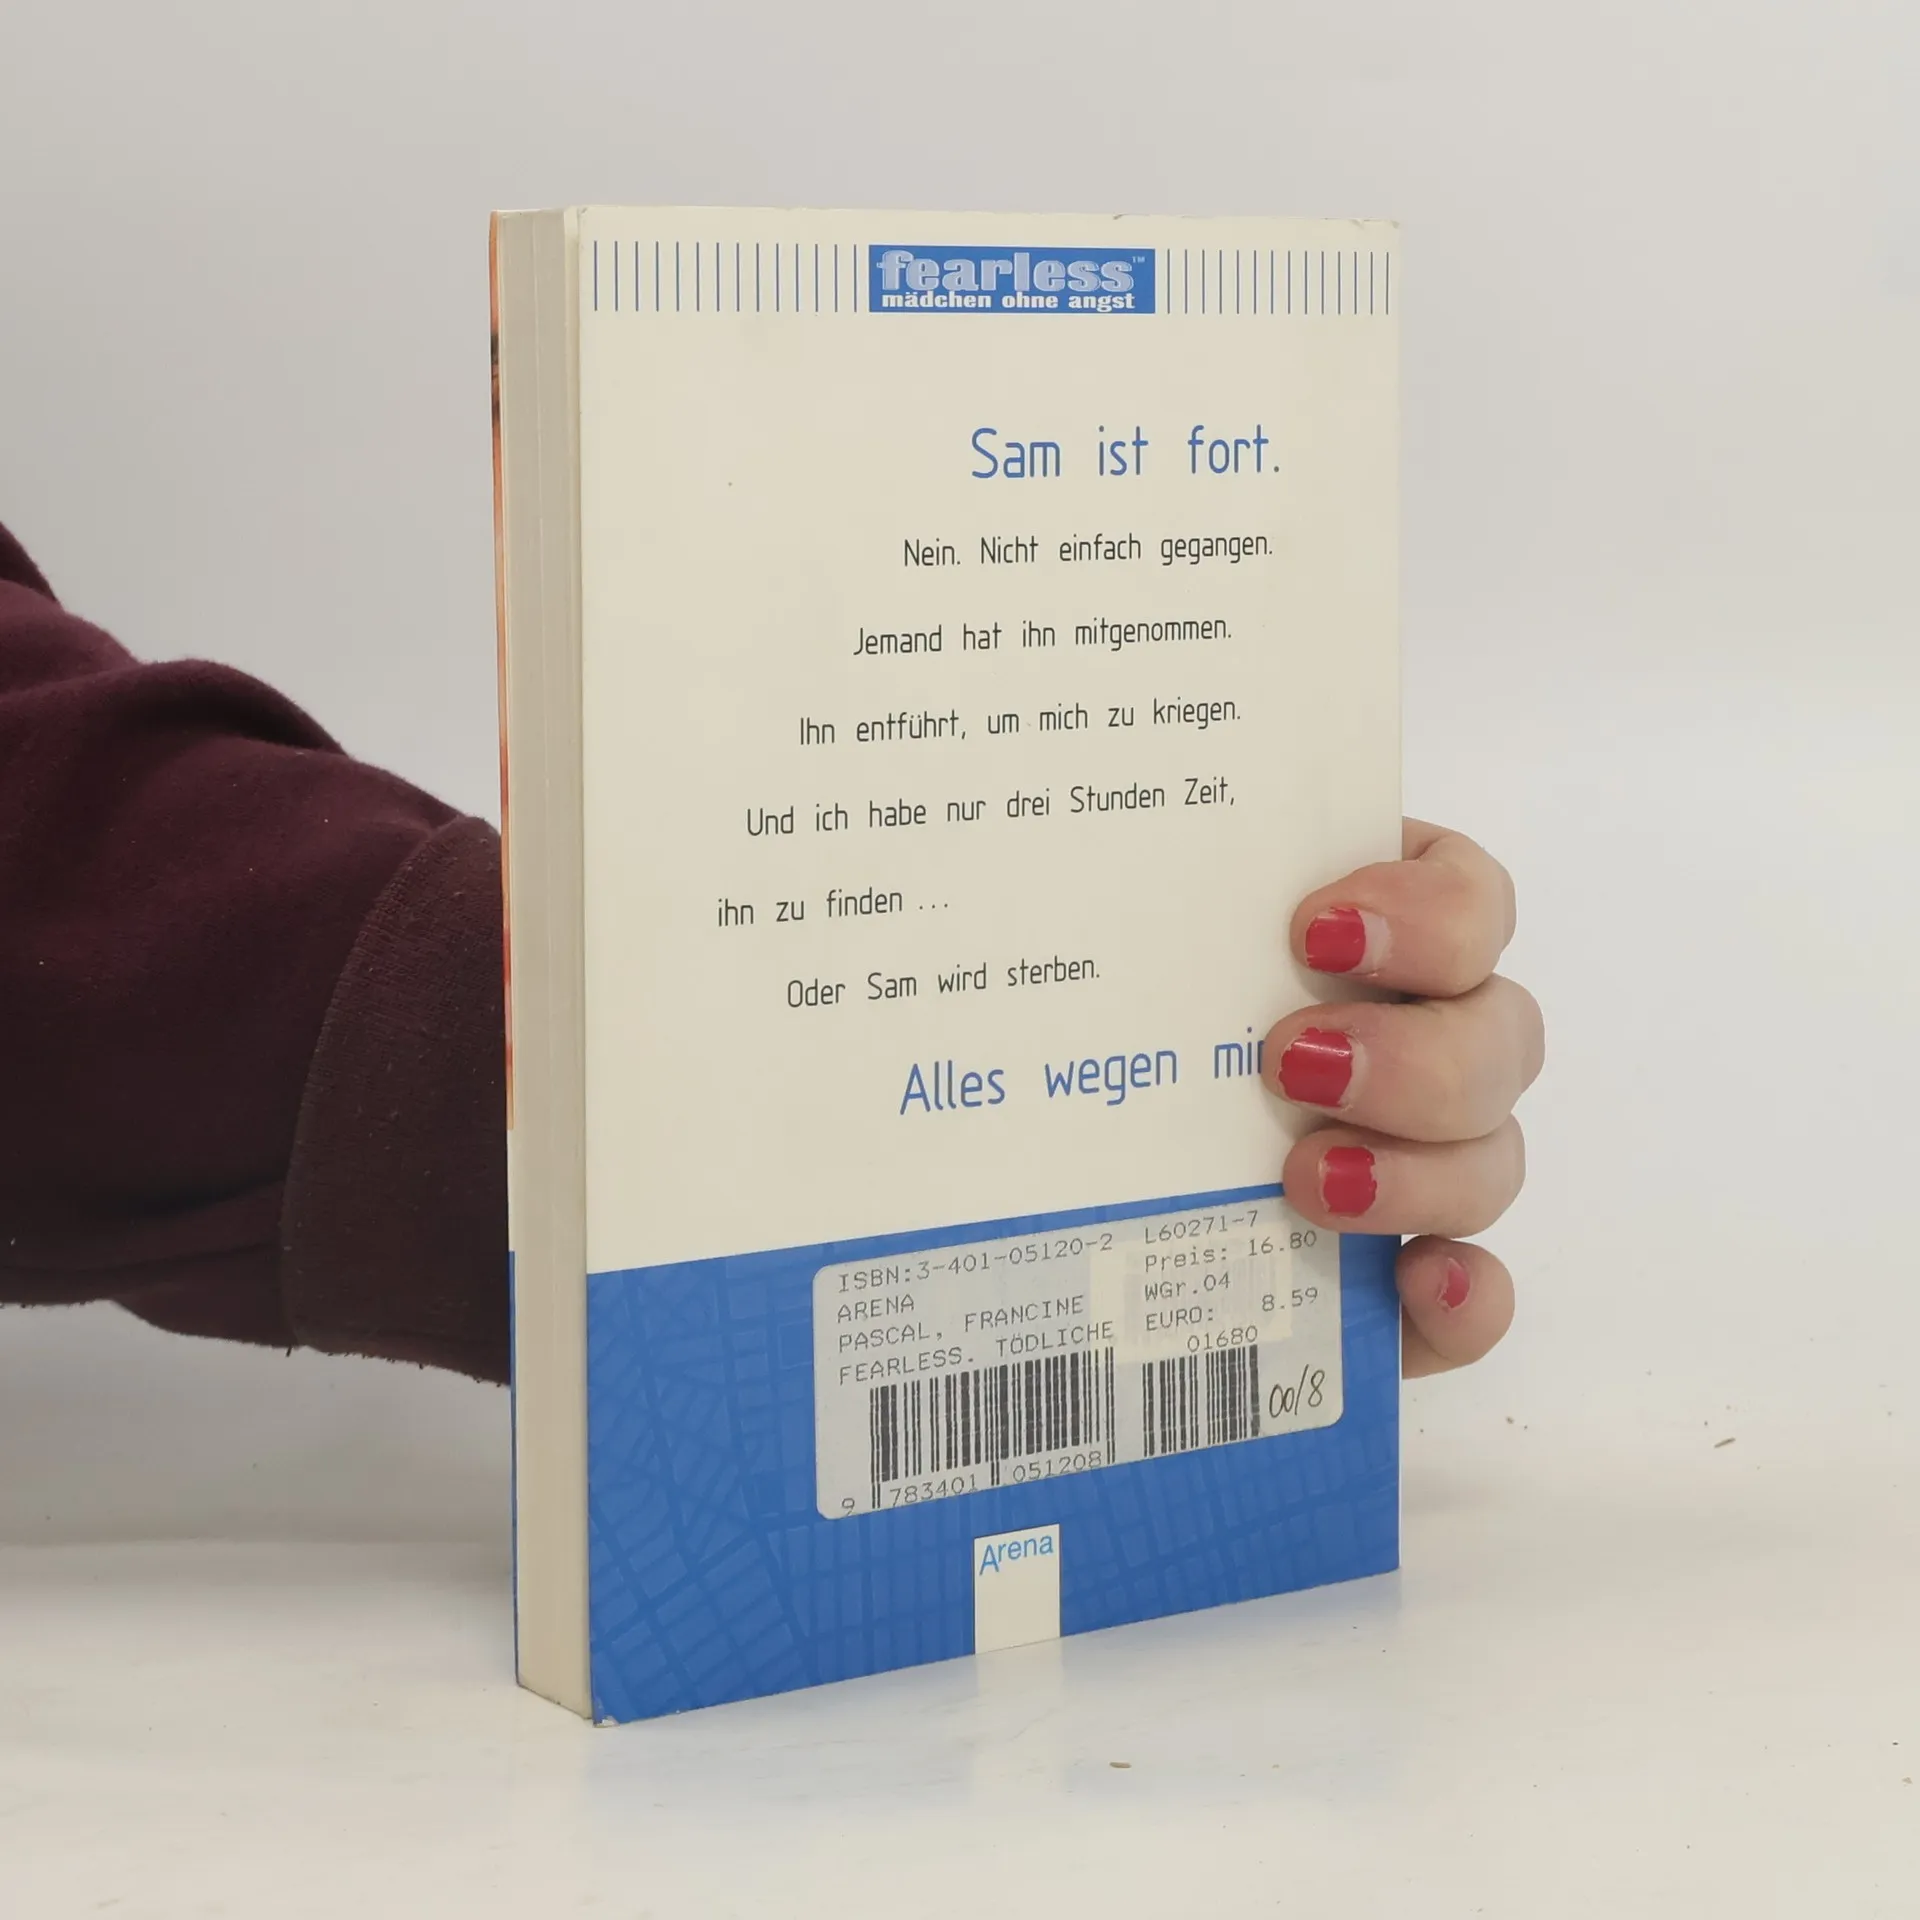 fearless™
mädchen ohne angst
Sam ist fort.
Nein. Nicht einfach gegangen.
Jemand hat ihn mitgenommen.
Ihn entführt, um mich zu kriegen.
Und ich habe nur drei Stunden Zeit,
ihn zu finden ...
Oder Sam wird sterben.
Alles wegen mir
ISBN:3-401-05120-2 L60271-7
ARENA Preis: 16.80
PASCAL, FRANCINE WGr.04
FEARLESS. TÖDLICHE EURO: 8.59
01680
00/8
9 783401 051208
Arena